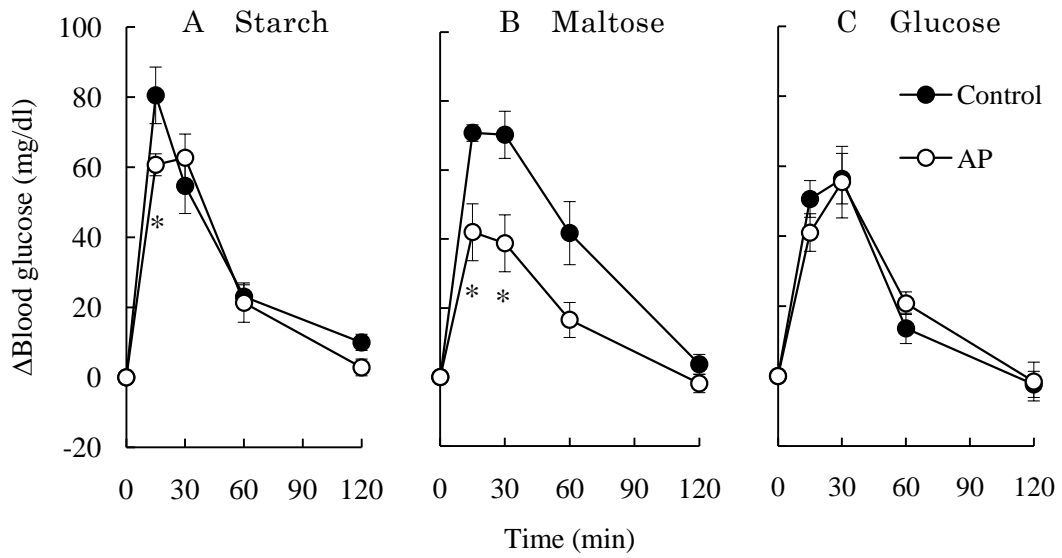 A Starch
B Maltose
C Glucose
Control
AP
ΔBlood glucose (mg/dl)
100
80
60
40
20
0
-20
*
* *
0 30 60 90 120
0 30 60 90 120
0 30 60 90 120
Time (min)